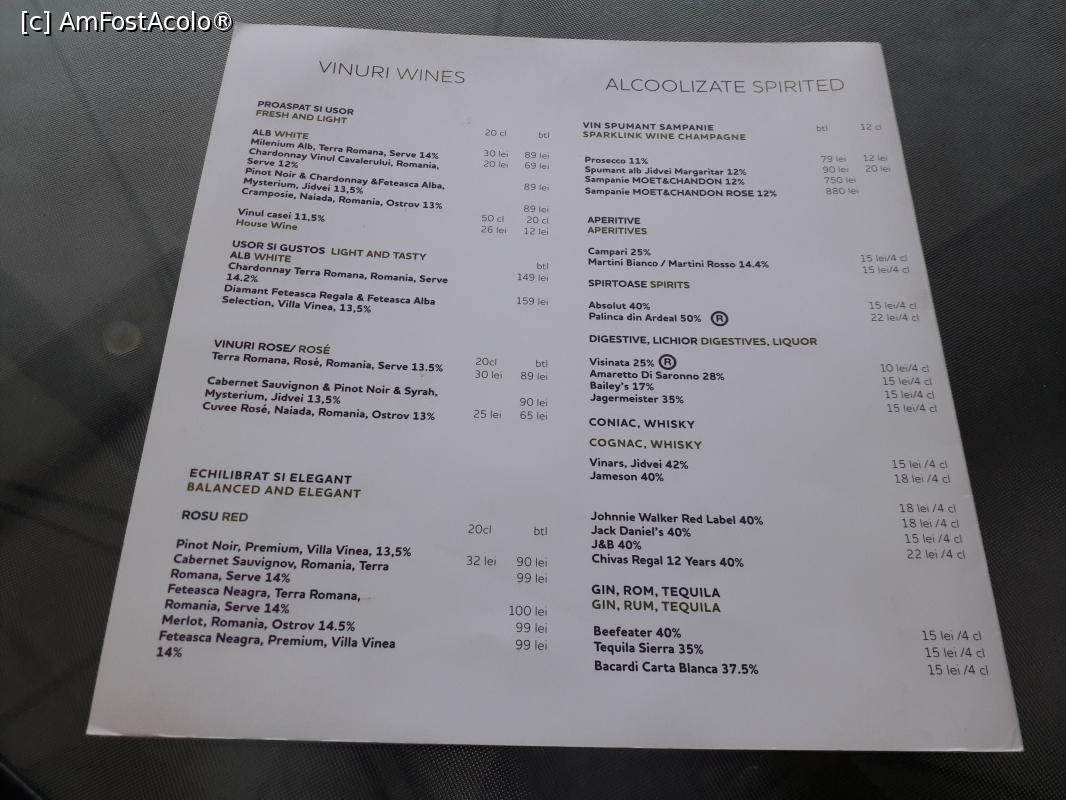 [c] AmFostAcolo®
VINURI WINES
PROASPAT SI USOR
FRESH AND LIGHT
ALB WHITE 20 cl btl
Milenium Alb, Terra Romana, Serve 14% 30 lei 89 lei
Chardonnay Vinul Cavalerului, Romania, 20 lei 69 lei
Serve 12%
Pinot Noir & Chardonnay &Feteasca Alba, 89 lei
Mysterium, Jidvei 13,5%
Cramposie, Naiada, Romania, Ostrov 13% 89 lei
Vinul casei 11,5% 50 cl 20 cl
House Wine 26 lei 12 lei
USOR SI GUSTOS LIGHT AND TASTY
ALB WHITE btl
Chardonnay Terra Romana, Romania, Serve 149 lei
14.2%
Diamant Feteasca Regala & Feteasca Alba 159 lei
Selection, Villa Vinea, 13,5%
VINURI ROSE/ ROSÉ 20cl btl
Terra Romana, Rosé, Romania, Serve 13.5% 30 lei 89 lei
Cabernet Sauvignon & Pinot Noir & Syrah, 90 lei
Mysterium, Jidvei 13,5%
Cuvee Rosé, Naiada, Romania, Ostrov 13% 25 lei 65 lei
ECHILIBRAT SI ELEGANT
BALANCED AND ELEGANT
ROSU RED 20cl btl
Pinot Noir, Premium, Villa Vinea, 13,5% 32 lei 90 lei
Cabernet Sauvignov, Romania, Terra 99 lei
Romana, Serve 14%
Feteasca Neagra, Terra Romana, 100 lei
Romania, Serve 14%
Merlot, Romania, Ostrov 14.5% 99 lei
Feteasca Neagra, Premium, Villa Vinea 99 lei
14%
ALCOOLIZATE SPIRITED
VIN SPUMANT SAMPANIE btl 12 cl
SPARKLINK WINE CHAMPAGNE
Prosecco 11% 79 lei 12 lei
Spumant alb Jidvei Margaritar 12% 90 lei 20 lei
Sampanie MOET&CHANDON 12% 750 lei
Sampanie MOET&CHANDON ROSE 12% 880 lei
APERITIVE
APERITIVES
Campari 25% 15 lei/4 cl
Martini Bianco / Martini Rosso 14.4% 15 lei/4 cl
SPIRTOASE SPIRITS
Absolut 40% 15 lei/4 cl
Palinca din Ardeal 50% R 22 lei/4 cl
DIGESTIVE, LICHIOR DIGESTIVES, LIQUOR
Visinata 25% R 10 lei/4 cl
Amaretto Di Saronno 28% 15 lei/4 cl
Bailey's 17% 15 lei/4 cl
Jagermeister 35% 15 lei/4 cl
CONIAC, WHISKY
COGNAC, WHISKY
Vinars, Jidvei 42% 15 lei /4 cl
Jameson 40% 18 lei /4 cl
Johnnie Walker Red Label 40% 18 lei /4 cl
Jack Daniel's 40% 18 lei /4 cl
J&B 40% 15 lei /4 cl
Chivas Regal 12 Years 40% 22 lei /4 cl
GIN, ROM, TEQUILA
GIN, RUM, TEQUILA
Beefeater 40% 15 lei /4 cl
Tequila Sierra 35% 15 lei /4 cl
Bacardi Carta Blanca 37.5% 15 lei /4 cl